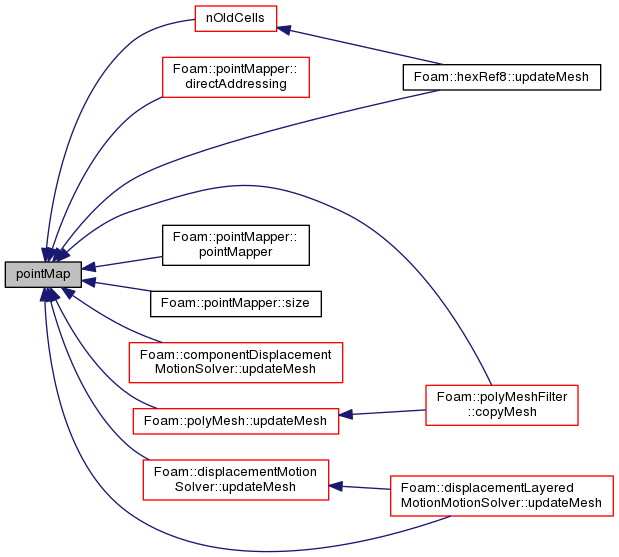 nOldCells
Foam::pointMapper::
directAddressing
Foam::hexRef8::updateMesh
Foam::pointMapper::
pointMapper
pointMap
Foam::pointMapper::size
Foam::componentDisplacement
MotionSolver::updateMesh
Foam::polyMeshFilter
::copyMesh
Foam::polyMesh::updateMesh
Foam::displacementMotion
Solver::updateMesh
Foam::displacementLayered
MotionMotionSolver::updateMesh